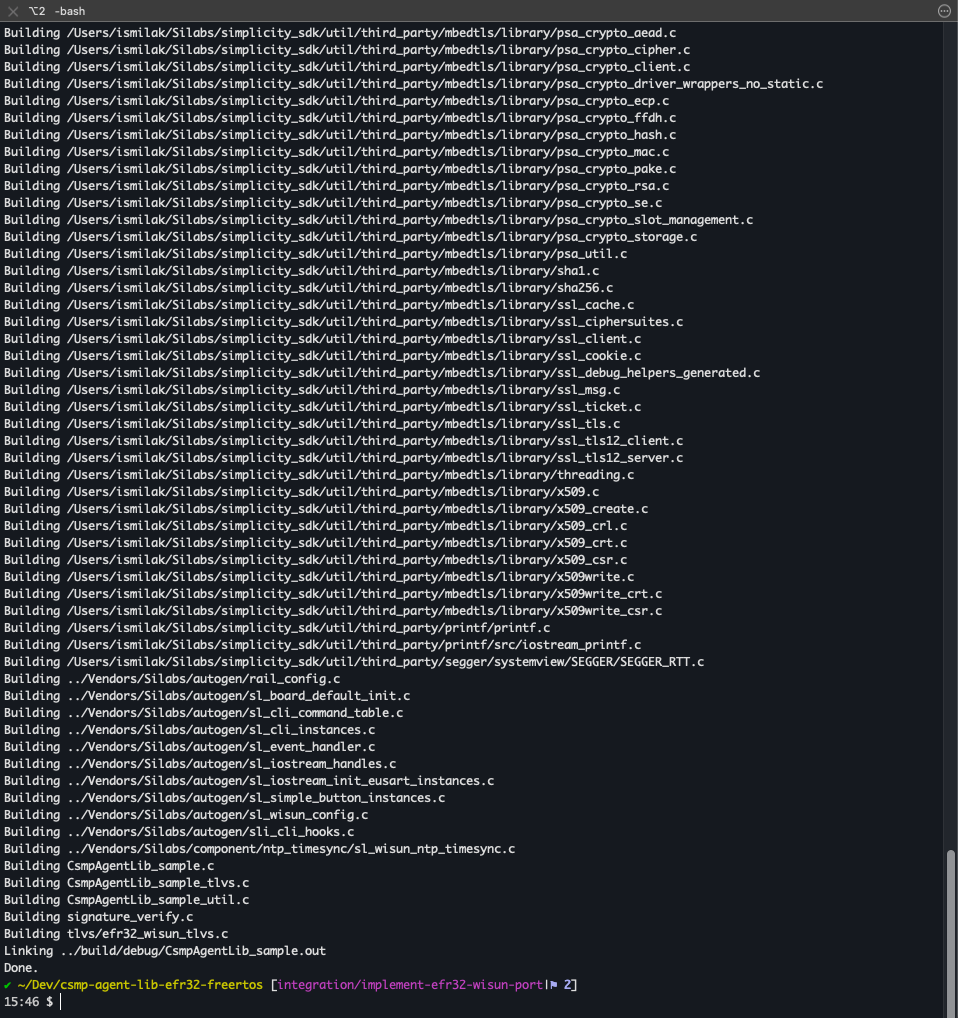 ⌥2 -bash
Building /Users/ismilak/Silabs/simplicity_sdk/util/third_party/mbedtls/library/psa_crypto_aead.c
Building /Users/ismilak/Silabs/simplicity_sdk/util/third_party/mbedtls/library/psa_crypto_cipher.c
Building /Users/ismilak/Silabs/simplicity_sdk/util/third_party/mbedtls/library/psa_crypto_client.c
Building /Users/ismilak/Silabs/simplicity_sdk/util/third_party/mbedtls/library/psa_crypto_driver_wrappers_no_static.c
Building /Users/ismilak/Silabs/simplicity_sdk/util/third_party/mbedtls/library/psa_crypto_ecp.c
Building /Users/ismilak/Silabs/simplicity_sdk/util/third_party/mbedtls/library/psa_crypto_ffdh.c
Building /Users/ismilak/Silabs/simplicity_sdk/util/third_party/mbedtls/library/psa_crypto_hash.c
Building /Users/ismilak/Silabs/simplicity_sdk/util/third_party/mbedtls/library/psa_crypto_mac.c
Building /Users/ismilak/Silabs/simplicity_sdk/util/third_party/mbedtls/library/psa_crypto_pake.c
Building /Users/ismilak/Silabs/simplicity_sdk/util/third_party/mbedtls/library/psa_crypto_rsa.c
Building /Users/ismilak/Silabs/simplicity_sdk/util/third_party/mbedtls/library/psa_crypto_se.c
Building /Users/ismilak/Silabs/simplicity_sdk/util/third_party/mbedtls/library/psa_crypto_slot_management.c
Building /Users/ismilak/Silabs/simplicity_sdk/util/third_party/mbedtls/library/psa_crypto_storage.c
Building /Users/ismilak/Silabs/simplicity_sdk/util/third_party/mbedtls/library/psa_util.c
Building /Users/ismilak/Silabs/simplicity_sdk/util/third_party/mbedtls/library/sha1.c
Building /Users/ismilak/Silabs/simplicity_sdk/util/third_party/mbedtls/library/sha256.c
Building /Users/ismilak/Silabs/simplicity_sdk/util/third_party/mbedtls/library/ssl_cache.c
Building /Users/ismilak/Silabs/simplicity_sdk/util/third_party/mbedtls/library/ssl_ciphersuites.c
Building /Users/ismilak/Silabs/simplicity_sdk/util/third_party/mbedtls/library/ssl_client.c
Building /Users/ismilak/Silabs/simplicity_sdk/util/third_party/mbedtls/library/ssl_cookie.c
Building /Users/ismilak/Silabs/simplicity_sdk/util/third_party/mbedtls/library/ssl_debug_helpers_generated.c
Building /Users/ismilak/Silabs/simplicity_sdk/util/third_party/mbedtls/library/ssl_msg.c
Building /Users/ismilak/Silabs/simplicity_sdk/util/third_party/mbedtls/library/ssl_ticket.c
Building /Users/ismilak/Silabs/simplicity_sdk/util/third_party/mbedtls/library/ssl_tls.c
Building /Users/ismilak/Silabs/simplicity_sdk/util/third_party/mbedtls/library/ssl_tls12_client.c
Building /Users/ismilak/Silabs/simplicity_sdk/util/third_party/mbedtls/library/ssl_tls12_server.c
Building /Users/ismilak/Silabs/simplicity_sdk/util/third_party/mbedtls/library/threading.c
Building /Users/ismilak/Silabs/simplicity_sdk/util/third_party/mbedtls/library/x509.c
Building /Users/ismilak/Silabs/simplicity_sdk/util/third_party/mbedtls/library/x509_create.c
Building /Users/ismilak/Silabs/simplicity_sdk/util/third_party/mbedtls/library/x509_crl.c
Building /Users/ismilak/Silabs/simplicity_sdk/util/third_party/mbedtls/library/x509_crt.c
Building /Users/ismilak/Silabs/simplicity_sdk/util/third_party/mbedtls/library/x509_csr.c
Building /Users/ismilak/Silabs/simplicity_sdk/util/third_party/mbedtls/library/x509write.c
Building /Users/ismilak/Silabs/simplicity_sdk/util/third_party/mbedtls/library/x509write_crt.c
Building /Users/ismilak/Silabs/simplicity_sdk/util/third_party/mbedtls/library/x509write_csr.c
Building /Users/ismilak/Silabs/simplicity_sdk/util/third_party/printf/printf.c
Building /Users/ismilak/Silabs/simplicity_sdk/util/third_party/printf/src/iostream_printf.c
Building /Users/ismilak/Silabs/simplicity_sdk/util/third_party/segger/systemview/SEGGER/SEGGER_RTT.c
Building ../Vendors/Silabs/autogen/rail_config.c
Building ../Vendors/Silabs/autogen/sl_board_default_init.c
Building ../Vendors/Silabs/autogen/sl_cli_command_table.c
Building ../Vendors/Silabs/autogen/sl_cli_instances.c
Building ../Vendors/Silabs/autogen/sl_event_handler.c
Building ../Vendors/Silabs/autogen/sl_iostream_handles.c
Building ../Vendors/Silabs/autogen/sl_iostream_init_eusart_instances.c
Building ../Vendors/Silabs/autogen/sl_simple_button_instances.c
Building ../Vendors/Silabs/autogen/sl_wisun_config.c
Building ../Vendors/Silabs/autogen/sli_cli_hooks.c
Building ../Vendors/Silabs/component/ntp_timesync/sl_wisun_ntp_timesync.c
Building CsmpAgentLib_sample.c
Building CsmpAgentLib_sample_tlvs.c
Building CsmpAgentLib_sample_util.c
Building signature_verify.c
Building tlvs/efr32_wisun_tlvs.c
Linking ../build/debug/CsmpAgentLib_sample.out
Done.
✔ ~/Dev/csmp-agent-lib-efr32-freertos [integration/implement-efr32-wisun-port|⚑ 2]
15:46 $